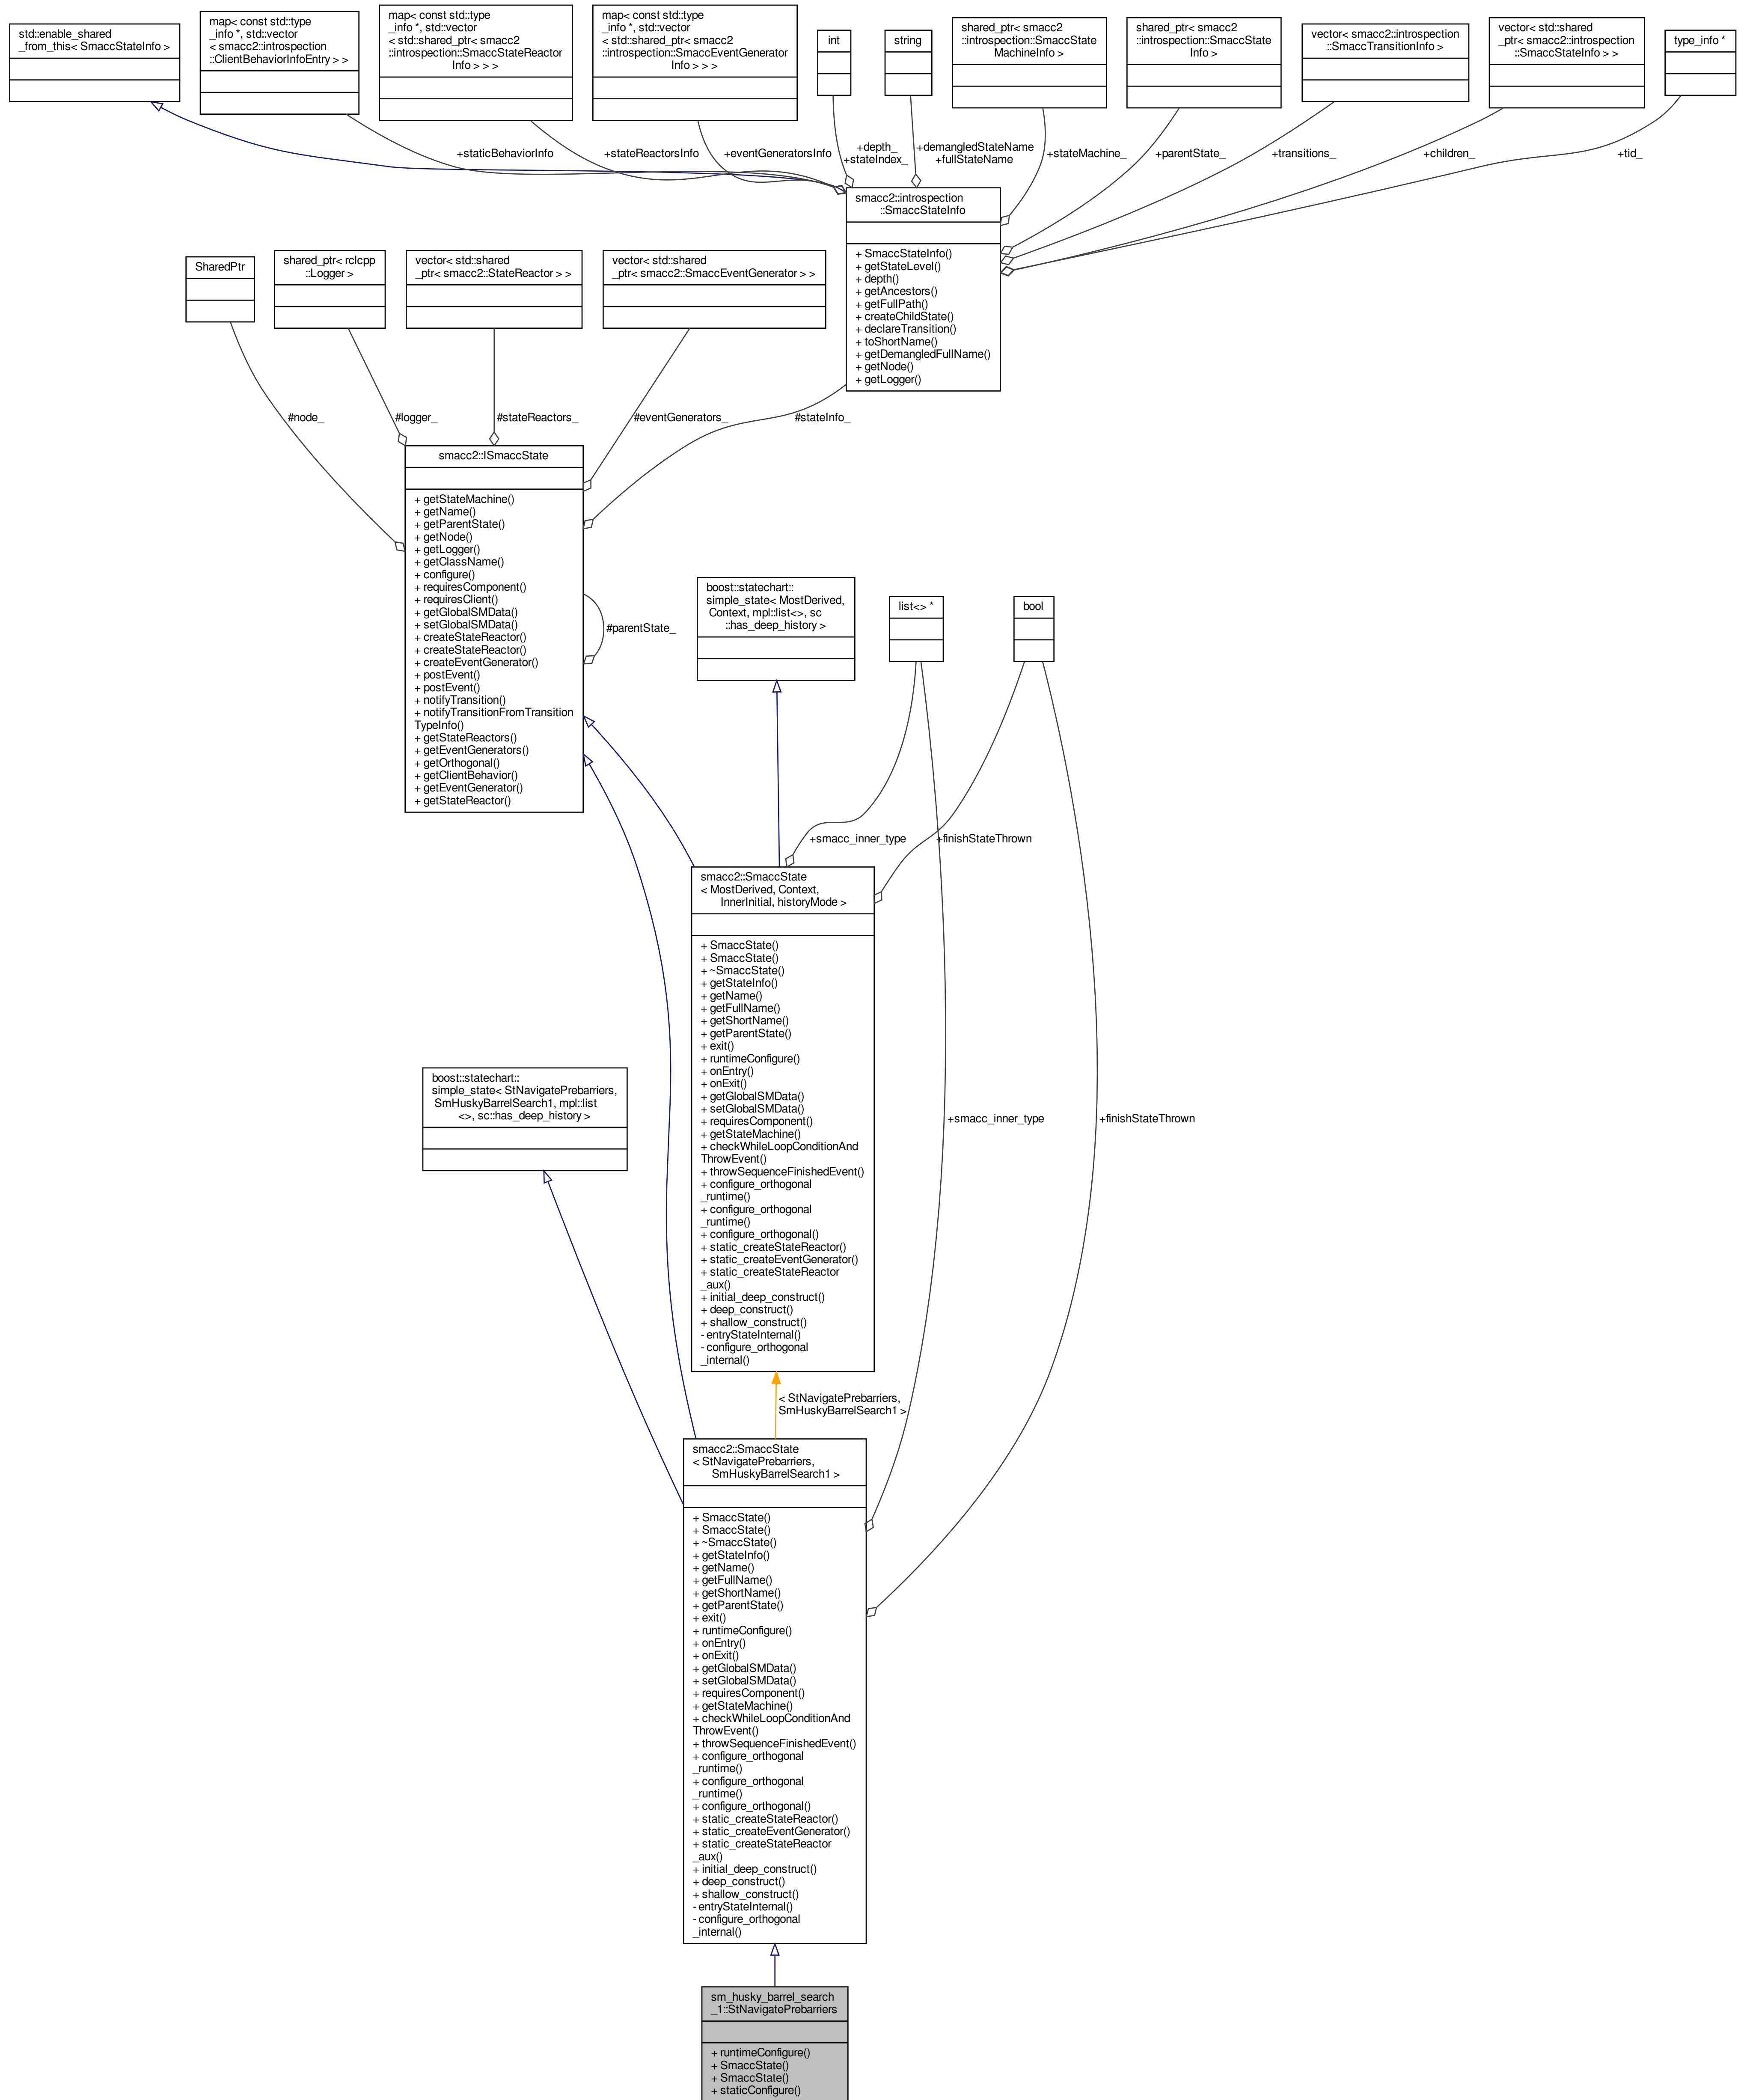 std::enable_shared
_from_this< SmaccStateInfo >
map< const std::type
_info *, std::vector
< smacc2::introspection
::ClientBehaviorInfoEntry > >
map< const std::type
_info *, std::vector
< std::shared_ptr< smacc2
::introspection::SmaccStateReactor
Info > > >
map< const std::type
_info *, std::vector
< std::shared_ptr< smacc2
::introspection::SmaccEventGenerator
Info > > >
int
string
shared_ptr< smacc2
::introspection::SmaccState
MachineInfo >
shared_ptr< smacc2
::introspection::SmaccState
Info >
vector< smacc2::introspection
::SmaccTransitionInfo >
vector< std::shared
_ptr< smacc2::introspection
::SmaccStateInfo > >
type_info *
+staticBehaviorInfo
+stateReactorsInfo
+eventGeneratorsInfo
+depth_
+stateIndex_
+demangledStateName
+fullStateName
+stateMachine_
+parentState_
+transitions_
+children_
+tid_
smacc2::introspection
::SmaccStateInfo
+ SmaccStateInfo()
+ getStateLevel()
+ depth()
+ getAncestors()
+ getFullPath()
+ createChildState()
+ declareTransition()
+ toShortName()
+ getDemangledFullName()
+ getNode()
+ getLogger()
SharedPtr
shared_ptr< rclcpp
::Logger >
vector< std::shared
_ptr< smacc2::StateReactor > >
vector< std::shared
_ptr< smacc2::SmaccEventGenerator > >
#node_
#logger_
#stateReactors_
#eventGenerators_
#stateInfo_
smacc2::ISmaccState
+ getStateMachine()
+ getName()
+ getParentState()
+ getNode()
+ getLogger()
+ getClassName()
+ configure()
+ requiresComponent()
+ requiresClient()
+ getGlobalSMData()
+ setGlobalSMData()
+ createStateReactor()
+ createStateReactor()
+ createEventGenerator()
+ postEvent()
+ postEvent()
+ notifyTransition()
+ notifyTransitionFromTransition
TypeInfo()
+ getStateReactors()
+ getEventGenerators()
+ getOrthogonal()
+ getClientBehavior()
+ getEventGenerator()
+ getStateReactor()
#parentState_
boost::statechart::
simple_state< MostDerived,
Context, mpl::list<>, sc
::has_deep_history >
list<> *
bool
+smacc_inner_type
+finishStateThrown
smacc2::SmaccState
< MostDerived, Context,
InnerInitial, historyMode >
+ SmaccState()
+ SmaccState()
+ ~SmaccState()
+ getStateInfo()
+ getName()
+ getFullName()
+ getShortName()
+ getParentState()
+ exit()
+ runtimeConfigure()
+ onEntry()
+ onExit()
+ getGlobalSMData()
+ setGlobalSMData()
+ requiresComponent()
+ getStateMachine()
+ checkWhileLoopConditionAnd
ThrowEvent()
+ throwSequenceFinishedEvent()
+ configure_orthogonal
_runtime()
+ configure_orthogonal
_runtime()
+ configure_orthogonal()
+ static_createStateReactor()
+ static_createEventGenerator()
+ static_createStateReactor
_aux()
+ initial_deep_construct()
+ deep_construct()
+ shallow_construct()
- entryStateInternal()
- configure_orthogonal
_internal()
boost::statechart::
simple_state< StNavigatePrebarriers,
SmHuskyBarrelSearch1, mpl::list
<>, sc::has_deep_history >
+smacc_inner_type
+finishStateThrown
< StNavigatePrebarriers,
SmHuskyBarrelSearch1 >
smacc2::SmaccState
< StNavigatePrebarriers,
SmHuskyBarrelSearch1 >
+ SmaccState()
+ SmaccState()
+ ~SmaccState()
+ getStateInfo()
+ getName()
+ getFullName()
+ getShortName()
+ getParentState()
+ exit()
+ runtimeConfigure()
+ onEntry()
+ onExit()
+ getGlobalSMData()
+ setGlobalSMData()
+ requiresComponent()
+ getStateMachine()
+ checkWhileLoopConditionAnd
ThrowEvent()
+ throwSequenceFinishedEvent()
+ configure_orthogonal
_runtime()
+ configure_orthogonal
_runtime()
+ configure_orthogonal()
+ static_createStateReactor()
+ static_createEventGenerator()
+ static_createStateReactor
_aux()
+ initial_deep_construct()
+ deep_construct()
+ shallow_construct()
- entryStateInternal()
- configure_orthogonal
_internal()
sm_husky_barrel_search
_1::StNavigatePrebarriers
+ runtimeConfigure()
+ SmaccState()
+ SmaccState()
+ staticConfigure()